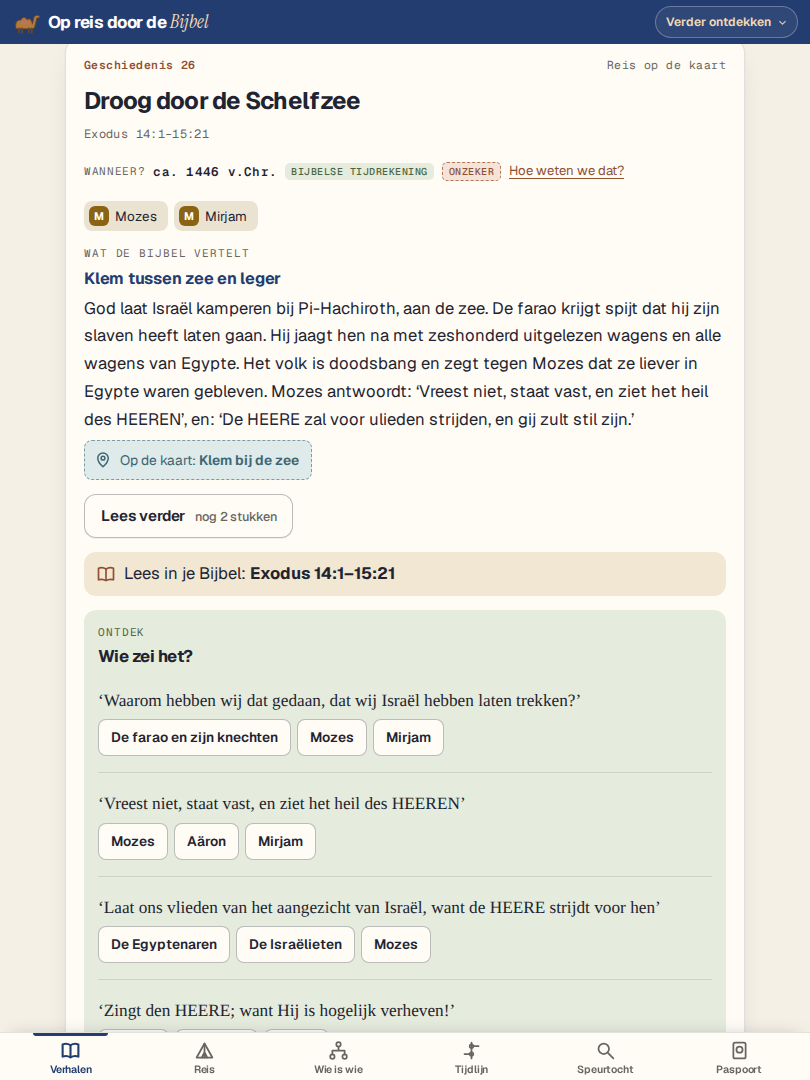 Op reis door de Bijbel
Verder ontdekken
Geschiedenis 26
Reis op de kaart
Droog door de Schelfzee
Exodus 14:1–15:21
WANNEER? ca. 1446 v.Chr. BIJBELSE TIJDREKENING ONZEKER Hoe weten we dat?
M Mozes M Mirjam
WAT DE BIJBEL VERTELT
Klem tussen zee en leger
God laat Israël kamperen bij Pi-Hachiroth, aan de zee. De farao krijgt spijt dat hij zijn
slaven heeft laten gaan. Hij jaagt hen na met zeshonderd uitgelezen wagens en alle
wagens van Egypte. Het volk is doodsbang en zegt tegen Mozes dat ze liever in
Egypte waren gebleven. Mozes antwoordt: ‘Vreest niet, staat vast, en ziet het heil
des HEEREN’, en: ‘De HEERE zal voor ulieden strijden, en gij zult stil zijn.’
Op de kaart: Klem bij de zee
Lees verder nog 2 stukken
Lees in je Bijbel: Exodus 14:1–15:21
ONTDEK
Wie zei het?
‘Waarom hebben wij dat gedaan, dat wij Israël hebben laten trekken?’
De farao en zijn knechten Mozes Mirjam
‘Vreest niet, staat vast, en ziet het heil des HEEREN’
Mozes Aäron Mirjam
‘Laat ons vlieden van het aangezicht van Israël, want de HEERE strijdt voor hen’
De Egyptenaren De Israëlieten Mozes
‘Zingt den HEERE; want Hij is hogelijk verheven!’
Verhalen Reis Wie is wie Tijdlijn Speurtocht Paspoort